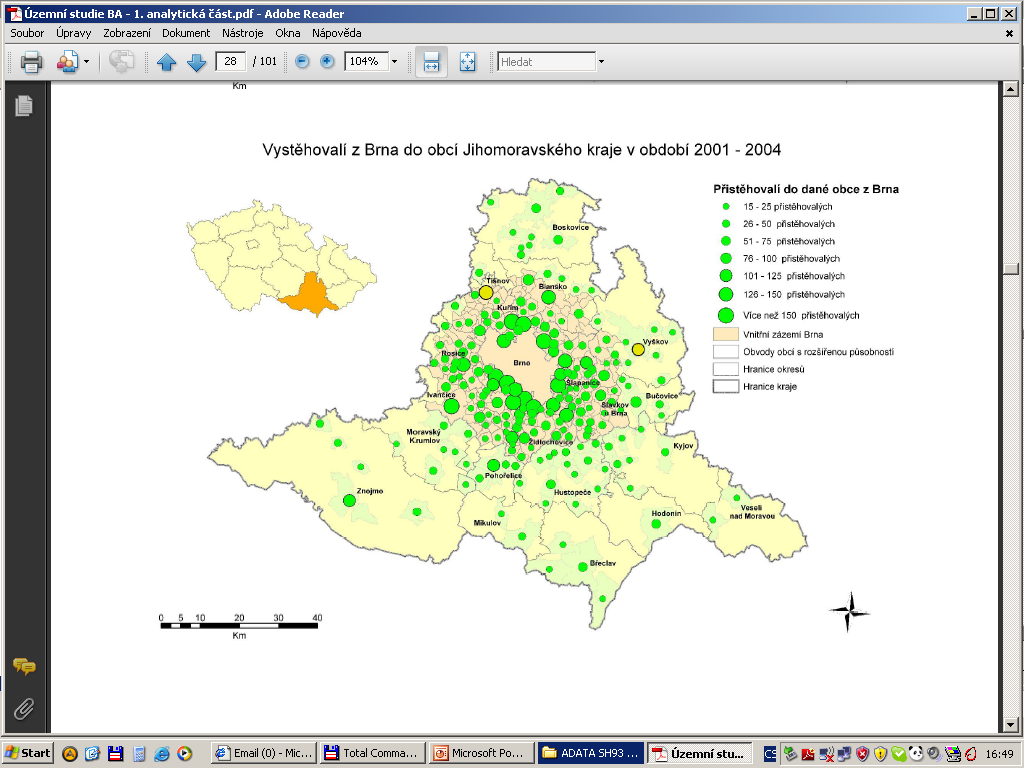 Územní studie BA - 1. analytická část.pdf - Adobe Reader
Soubor Úpravy Zobrazení Dokument Nástroje Okna Nápověda
28 / 101 104% Hledat
Km
Vystěhovalí z Brna do obcí Jihomoravského kraje v období 2001 - 2004
Přistěhovalí do dané obce z Brna
15 - 25 přistěhovalých
26 - 50 přistěhovalých
51 - 75 přistěhovalých
76 - 100 přistěhovalých
101 - 125 přistěhovalých
126 - 150 přistěhovalých
Více než 150 přistěhovalých
Vnitřní zázemí Brna
Obvody obcí s rozšířenou působností
Hranice okresů
Hranice kraje
Boskovice
Tišnov
Blansko
Kuřim
Vyškov
Rosice
Brno
Šlapanice
Ivančice
Bučovice
Slavkov
u Brna
Moravský
Krumlov
Židlochovice
Kyjov
Pohořelice
Znojmo
Hustopeče
Veselí
nad Moravou
Hodonín
Mikulov
Břeclav
0 5 10 20 30 40
Km
Start Email (0) - Mic... Total Comma... Microsoft Po... ADATA SH93 ... Územní stu... CS 16:49